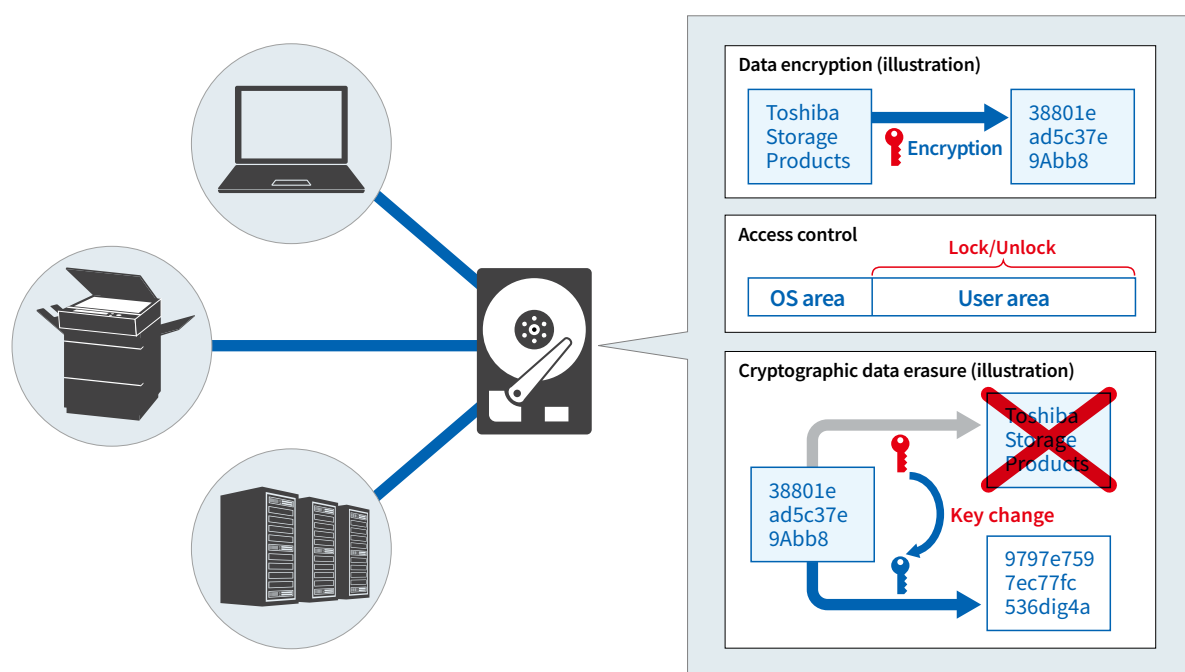 Data encryption (illustration)
Toshiba
Storage
Products
Encryption
38801e
ad5c37e
9Abb8
Access control
Lock/Unlock
OS area
User area
Cryptographic data erasure (illustration)
Toshiba
Storage
Products
38801e
ad5c37e
9Abb8
Key change
9797e759
7ec77fc
536dig4a